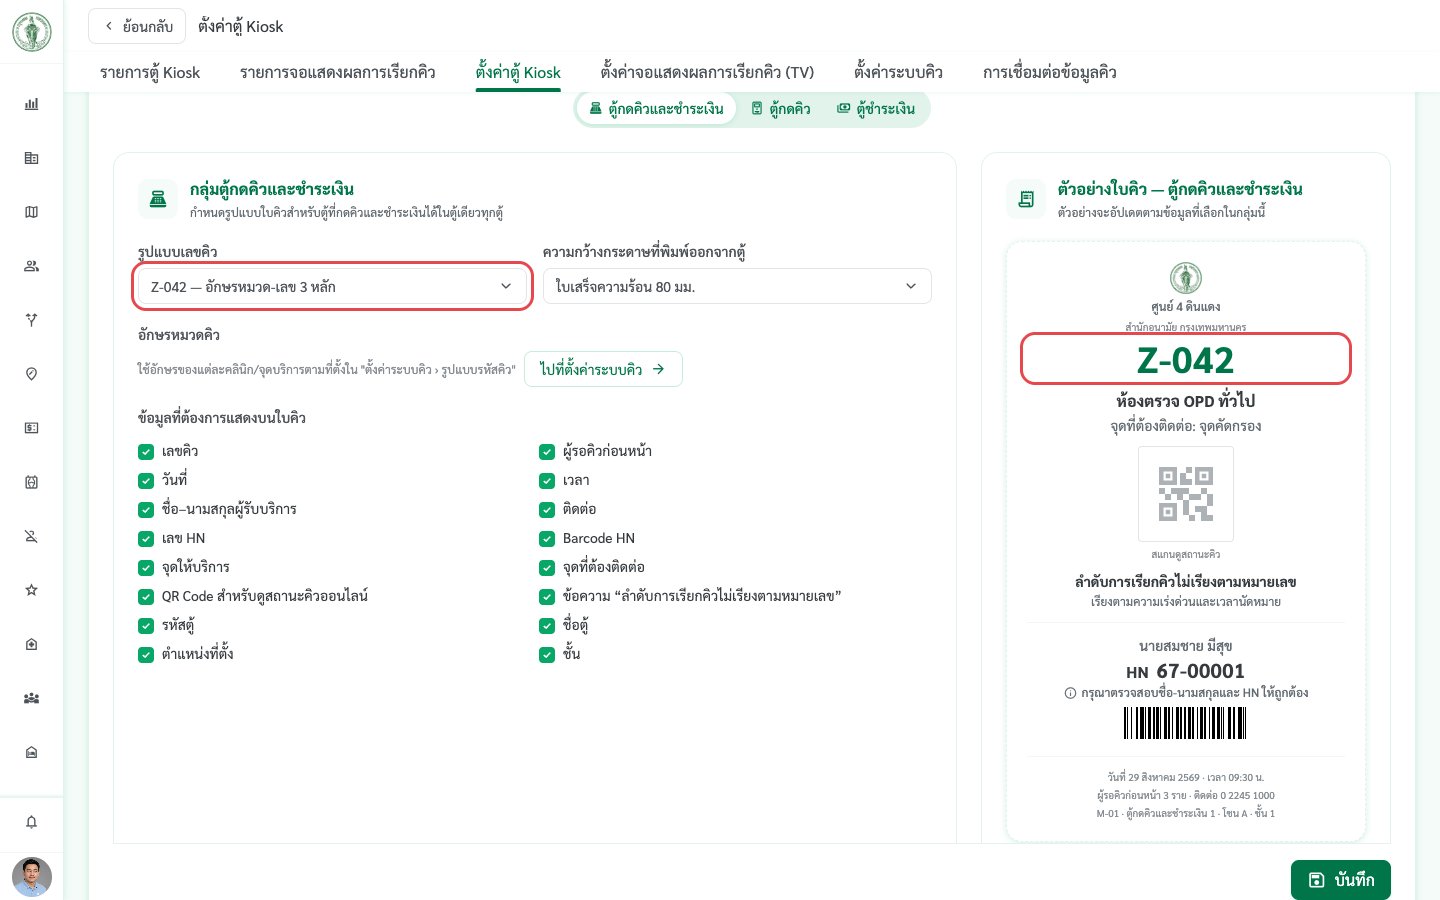 ย้อนกลับ
ตั้งค่าตู้ Kiosk
รายการตู้ Kiosk
รายการจอแสดงผลการเรียกคิว
ตั้งค่าตู้ Kiosk
ตั้งค่าจอแสดงผลการเรียกคิว (TV)
ตั้งค่าระบบคิว
การเชื่อมต่อข้อมูลคิว
ตู้กดคิวและชำระเงิน
ตู้กดคิว
ตู้ชำระเงิน
กลุ่มตู้กดคิวและชำระเงิน
กำหนดรูปแบบใบคิวสำหรับตู้ที่กดคิวและชำระเงินได้ในตู้เดียวทุกตู้
รูปแบบเลขคิว
ความกว้างกระดาษที่พิมพ์ออกจากตู้
Z-042 — อักษรหมวด-เลข 3 หลัก
ใบเสร็จความร้อน 80 มม.
อักษรหมวดคิว
ใช้อักษรของแต่ละคลินิก/จุดบริการตามที่ตั้งใน "ตั้งค่าระบบคิว › รูปแบบรหัสคิว"
ไปที่ตั้งค่าระบบคิว
ข้อมูลที่ต้องการแสดงบนใบคิว
เลขคิว
ผู้รอคิวก่อนหน้า
วันที่
เวลา
ชื่อ–นามสกุลผู้รับบริการ
ติดต่อ
เลข HN
Barcode HN
จุดให้บริการ
จุดที่ต้องติดต่อ
QR Code สำหรับดูสถานะคิวออนไลน์
ข้อความ “ลำดับการเรียกคิวไม่เรียงตามหมายเลข”
รหัสตู้
ชื่อตู้
ตำแหน่งที่ตั้ง
ชั้น
ตัวอย่างใบคิว — ตู้กดคิวและชำระเงิน
ตัวอย่างจะอัปเดตตามข้อมูลที่เลือกในกลุ่มนี้
ศูนย์ 4 ดินแดง
สำนักอนามัย กรุงเทพมหานคร
Z-042
ห้องตรวจ OPD ทั่วไป
จุดที่ต้องติดต่อ: จุดคัดกรอง
สแกนดูสถานะคิว
ลำดับการเรียกคิวไม่เรียงตามหมายเลข
เรียงตามความเร่งด่วนและเวลานัดหมาย
นายสมชาย มีสุข
HN 67-00001
กรุณาตรวจสอบชื่อ-นามสกุลและ HN ให้ถูกต้อง
วันที่ 29 สิงหาคม 2569 · เวลา 09:30 น.
ผู้รอคิวก่อนหน้า 3 ราย · ติดต่อ 0 2245 1000
M-01 · ตู้กดคิวและชำระเงิน 1 · โซน A · ชั้น 1
บันทึก